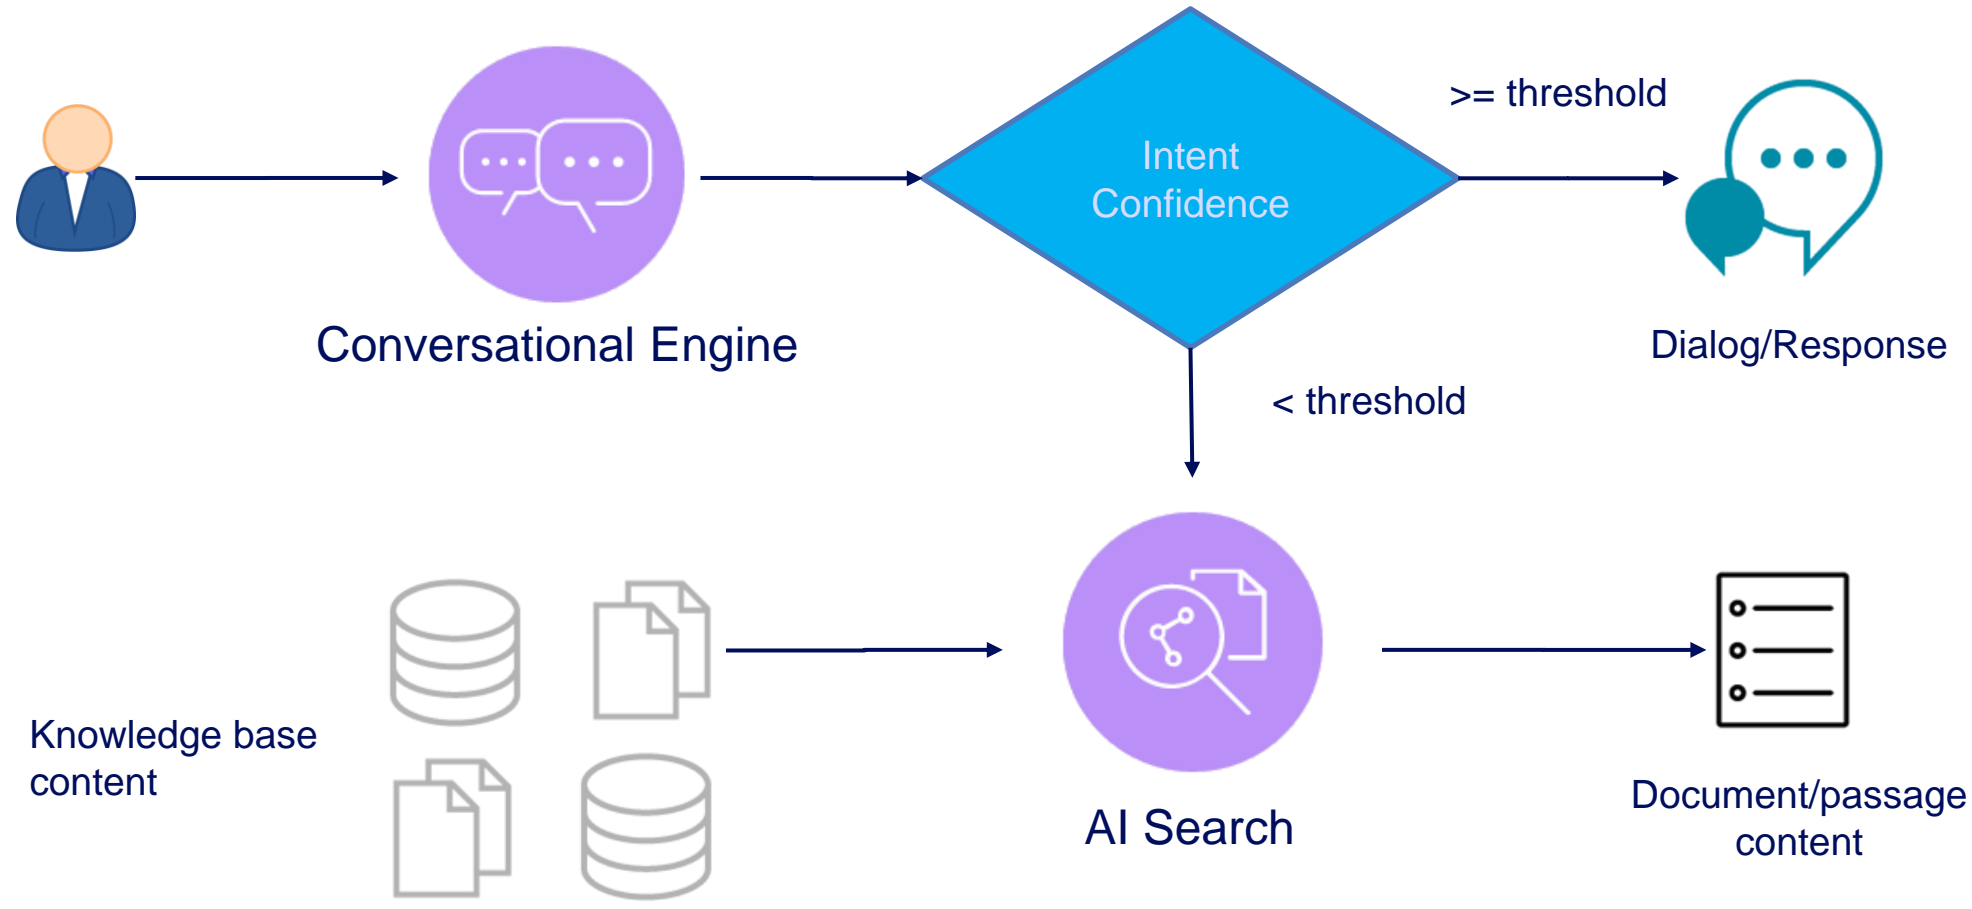 >= threshold
Intent
Confidence
Conversational Engine
Dialog/Response
< threshold
Knowledge base
content
AI Search
Document/passage
content